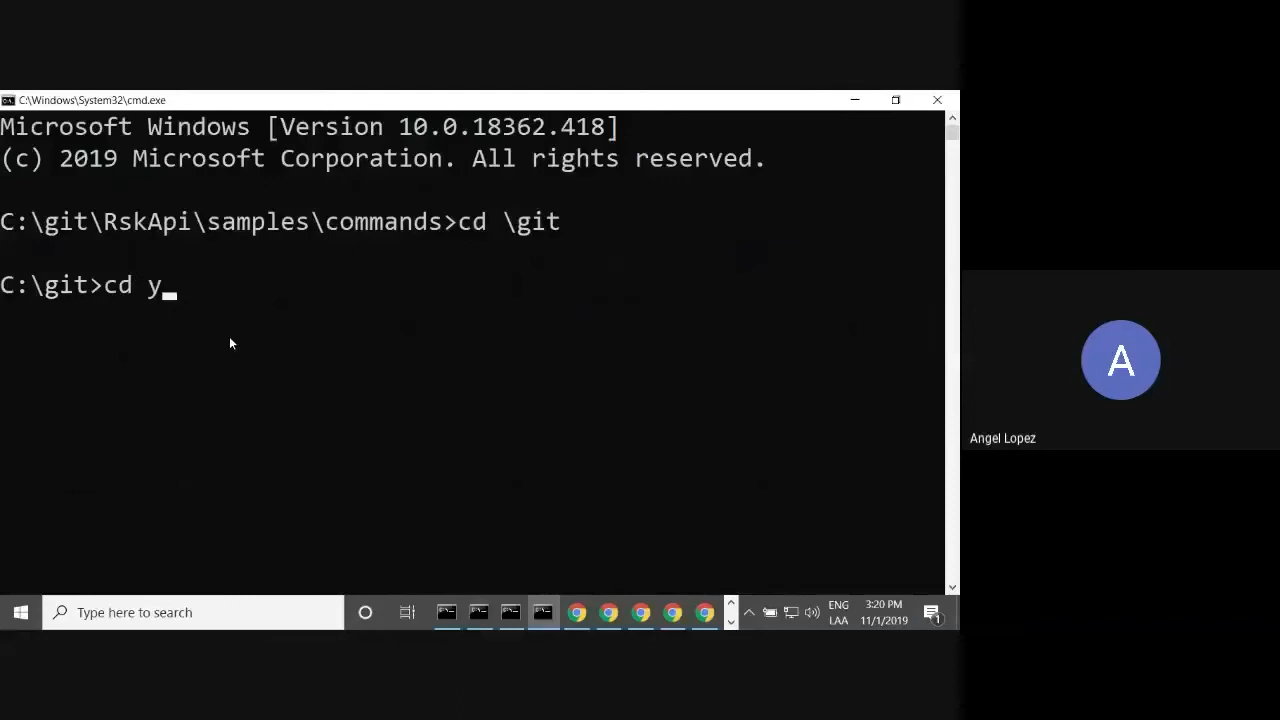 C:\Windows\System32\cmd.exe
Microsoft Windows [Version 10.0.18362.418]
(c) 2019 Microsoft Corporation. All rights reserved.
C:\git\RskApi\samples\commands>cd \git
C:\git>cd y
A
Angel Lopez
Type here to search
ENG
LAA
3:20 PM
11/1/2019
1